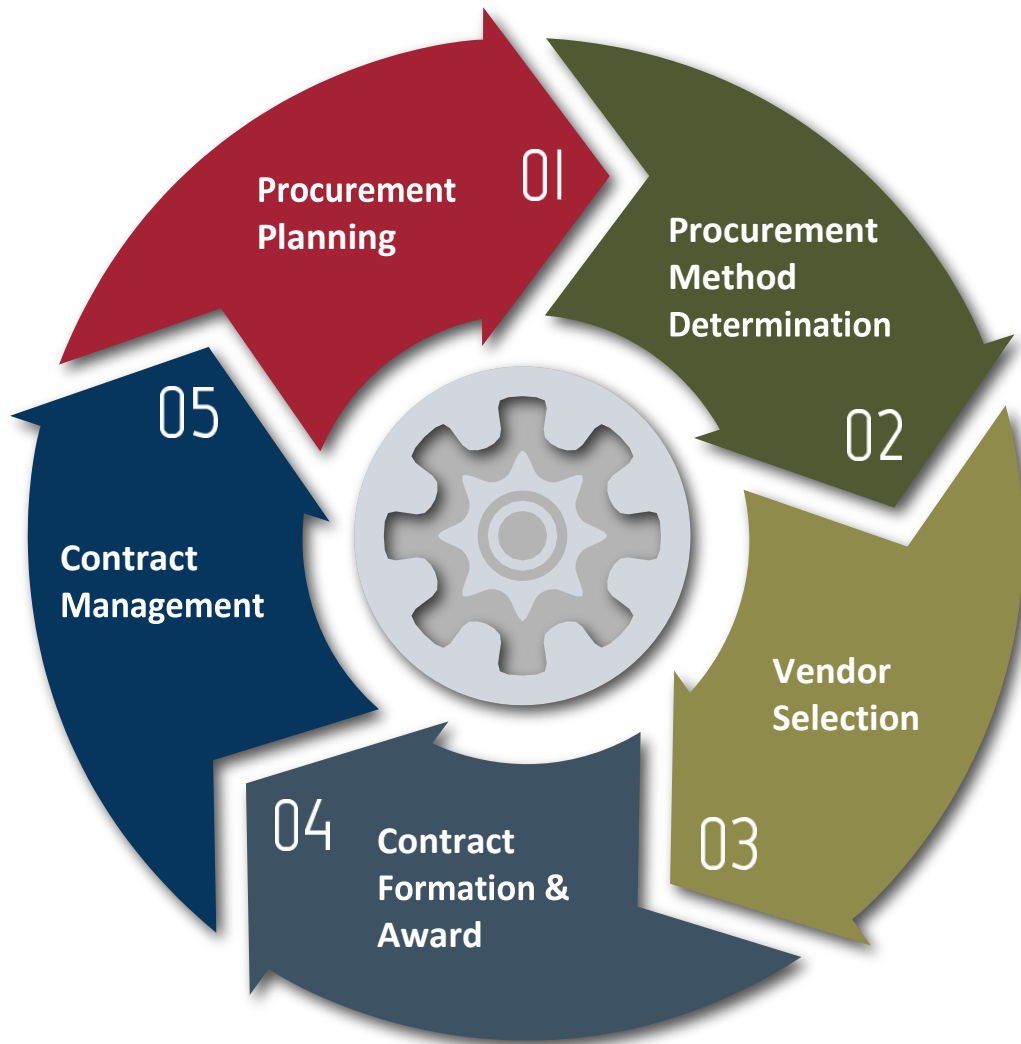 01
Procurement
Planning
Procurement
Method
Determination
02
Vendor
Selection
03
Contract
Formation &
Award
04
Contract
Management
05